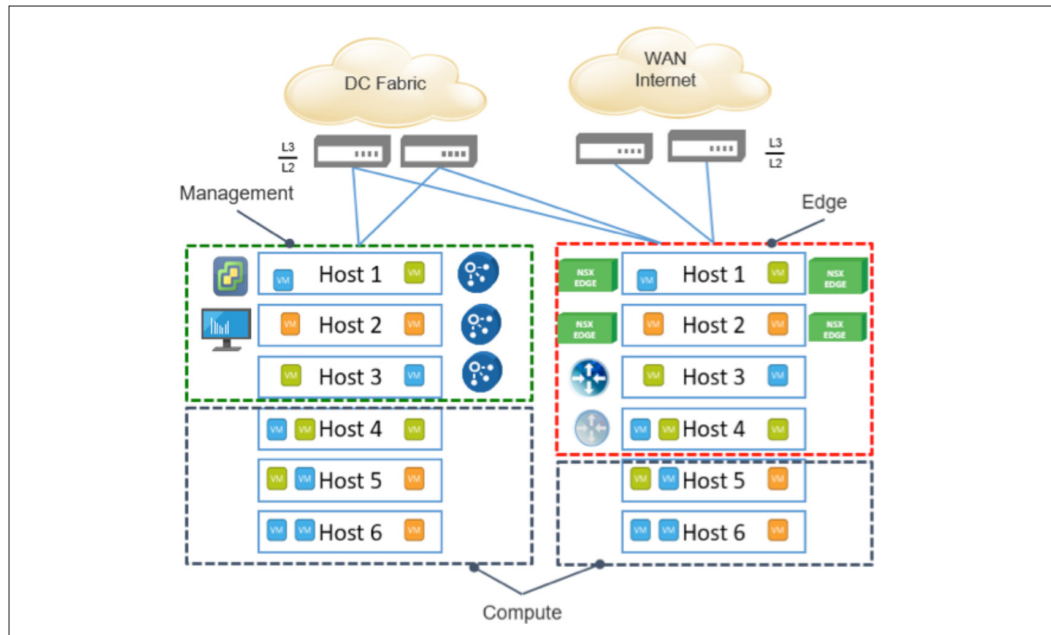 DC Fabric
WAN
Internet
L3
L2
L3
L2
Management
Edge
VM Host 1 VM
NSX
EDGE
VM Host 1 VM
NSX
EDGE
VM Host 2 VM
NSX
EDGE
VM Host 2 VM
NSX
EDGE
VM Host 3 VM
VM Host 3 VM
VM VM Host 4 VM
VM VM Host 4 VM
VM VM Host 5 VM
VM VM Host 5 VM
VM VM Host 6 VM
VM VM Host 6 VM
Compute